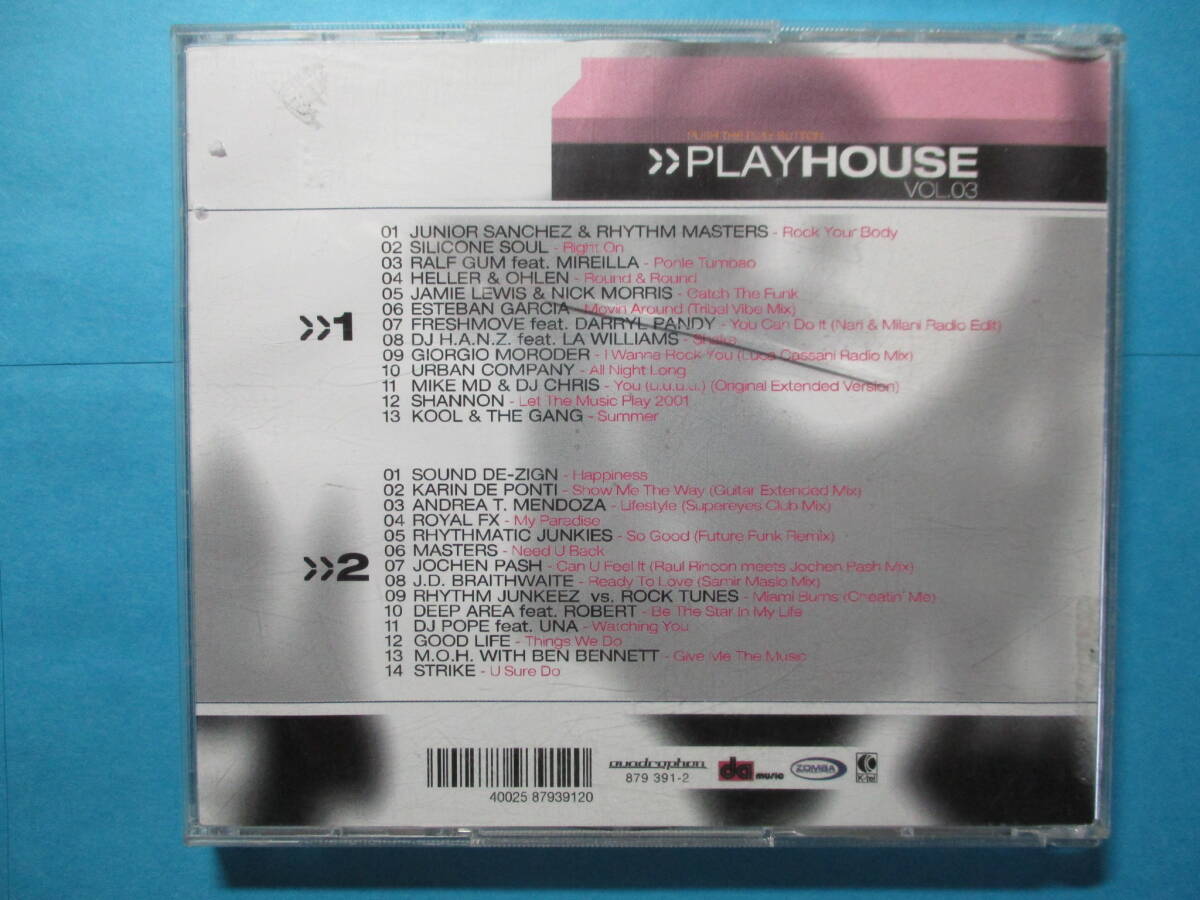 PUSH THE PLAY BUTTON
>>PLAYHOUSE
VOL.03
>>1
01 JUNIOR SANCHEZ & RHYTHM MASTERS - Rock Your Body
02 SILICONE SOUL - Right On
03 RALF GUM feat. MIREILLA - Ponle Tumbao
04 HELLER & OHLEN - Round & Round
05 JAMIE LEWIS & NICK MORRIS - Catch The Funk
06 ESTEBAN GARCIA - Movin Around (Tribal Vibe Mix)
07 FRESHMOVE feat. DARRYL PANDY - You Can Do It (Nari & Milani Radio Edit)
08 DJ H.A.N.Z. feat. LA WILLIAMS - Shake
09 GIORGIO MORODER - I Wanna Rock You (Luca Cassani Radio Mix)
10 URBAN COMPANY - All Night Long
11 MIKE MD & DJ CHRIS - You (u.u.u.u.) (Original Extended Version)
12 SHANNON - Let The Music Play 2001
13 KOOL & THE GANG - Summer
>>2
01 SOUND DE-ZIGN - Happiness
02 KARIN DE PONTI - Show Me The Way (Guitar Extended Mix)
03 ANDREA T. MENDOZA - Lifestyle (Supereyes Club Mix)
04 ROYAL FX - My Paradise
05 RHYTHMATIC JUNKIES - So Good (Future Funk Remix)
06 MASTERS - Need U Back
07 JOCHEN PASH - Can U Feel It (Raul Rincon meets Jochen Pash Mix)
08 J.D. BRAITHWAITE - Ready To Love (Samir Maslo Mix)
09 RHYTHM JUNKEEZ vs. ROCK TUNES - Miami Burns (Cheatin' Me)
10 DEEP AREA feat. ROBERT - Be The Star In My Life
11 DJ POPE feat. UNA - Watching You
12 GOOD LIFE - Things We Do
13 M.O.H. WITH BEN BENNETT - Give Me The Music
14 STRIKE - U Sure Do
40025 87939120
quadrophon
879 391-2
da music
ZOMBA
K-tel